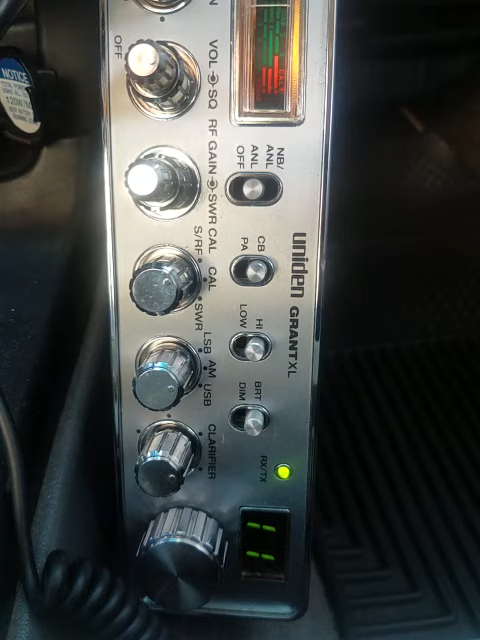 NOTICE
OFF
VOL SQ
RF GAIN SWR CAL
S/RF CAL SWR
LSB AM USB
CLARIFIER
NB/
ANL
ANL
OFF
CB
PA
HI
LOW
BRT
DIM
RX/TX
uniden GRANT XL
11